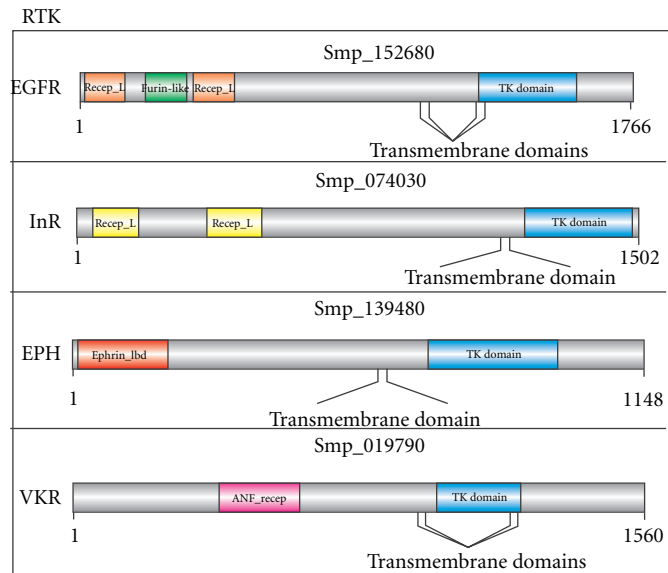 RTK
Smp_152680
EGFR
Recep_L Furin-like Recep_L TK domain
1 1766
Transmembrane domains
Smp_074030
InR
Recep_L Recep_L TK domain
1 1502
Transmembrane domain
Smp_139480
EPH
Ephrin_lbd TK domain
1 1148
Transmembrane domain
Smp_019790
VKR
ANF_recep TK domain
1 1560
Transmembrane domains